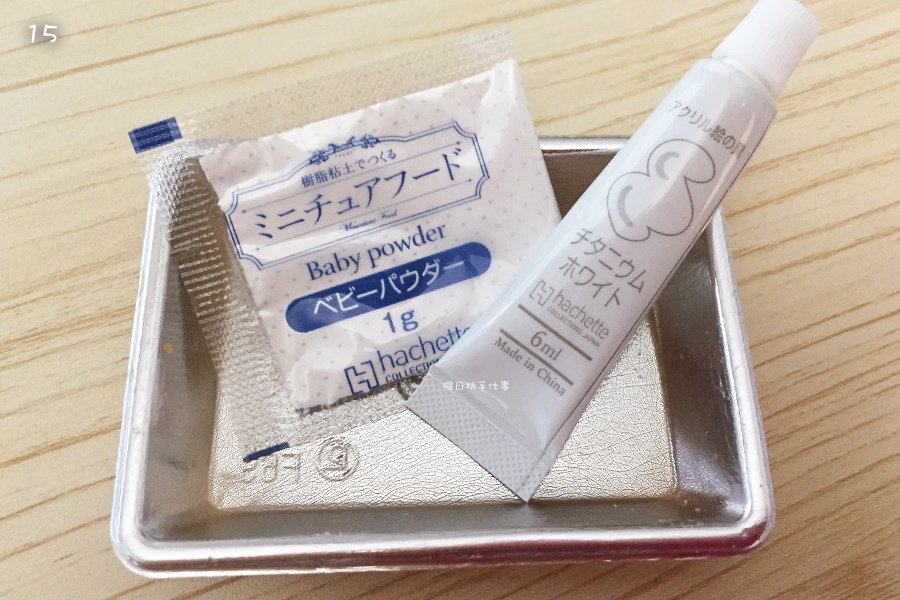 15
樹脂粘土でつくる
ミニチュアフード
Miniature Food
Baby powder
ベビーパウダー
1g
hachette
COLLECTIONS
アクリル絵の具
チタニウム
ホワイト
hachette
COLLECTIONS JAPAN
6ml
Made in China
暇日坊手仕事